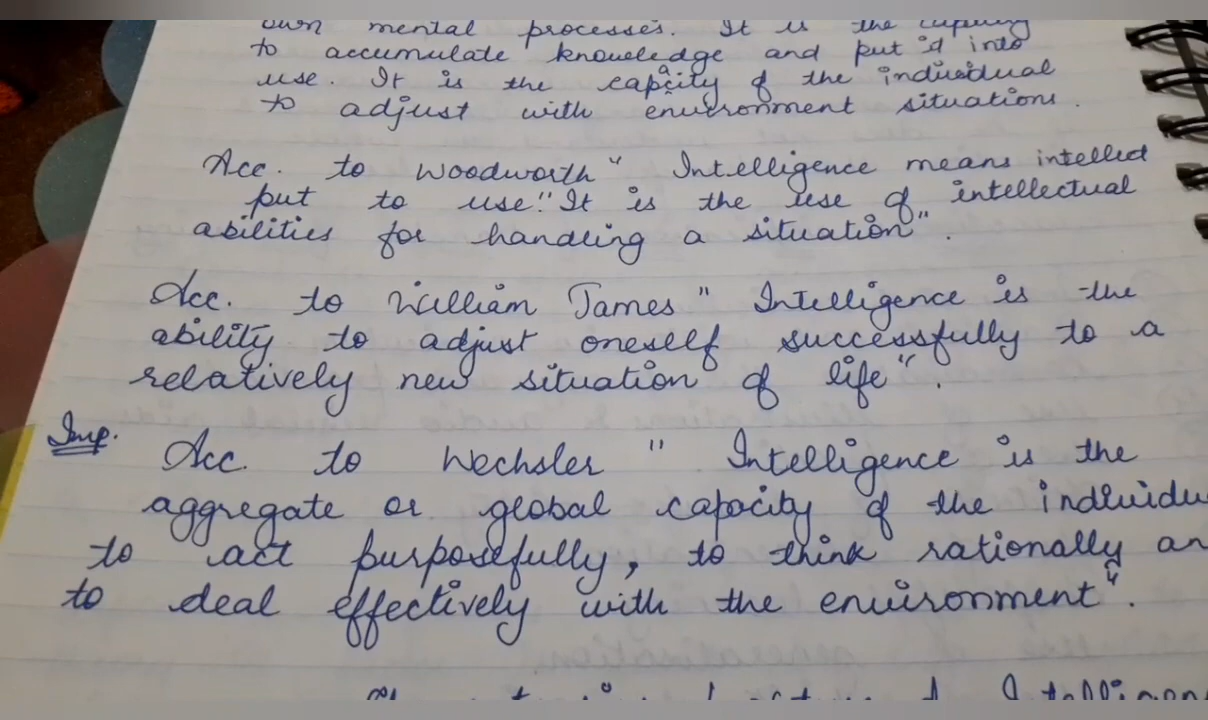 own mental processes. It is the capacity
to accumulate knowledge and put it into
use. It is the capacity of the individual
to adjust with environment situations.
Acc. to Woodworth " Intelligence means intellect
put to use." It is the use of intellectual
abilities for handling a situation".
Acc. to William James " Intelligence is the
ability to adjust oneself successfully to a
relatively new situation of life".
Imp.
Acc. to Wechsler " Intelligence is the
aggregate or global capacity of the individu
to act purposefully, to think rationally an
to deal effectively with the environment".